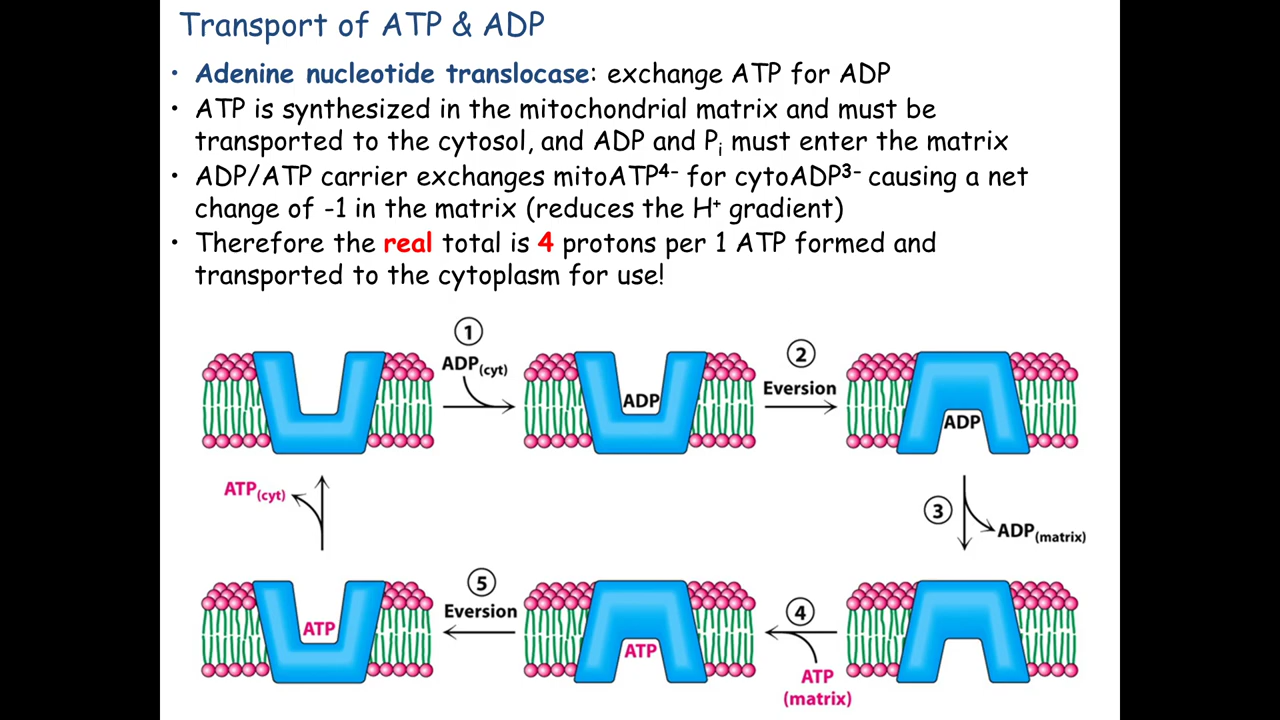 Transport of ATP & ADP
• Adenine nucleotide translocase: exchange ATP for ADP
• ATP is synthesized in the mitochondrial matrix and must be
transported to the cytosol, and ADP and Pi must enter the matrix
• ADP/ATP carrier exchanges mitoATP⁴⁻ for cytoADP³⁻ causing a net
change of -1 in the matrix (reduces the H⁺ gradient)
• Therefore the real total is 4 protons per 1 ATP formed and
transported to the cytoplasm for use!
1
ADP(cyt)
ADP
2
Eversion
ADP
3
ADP(matrix)
4
ATP
(matrix)
ATP
5
Eversion
ATP
ATP(cyt)